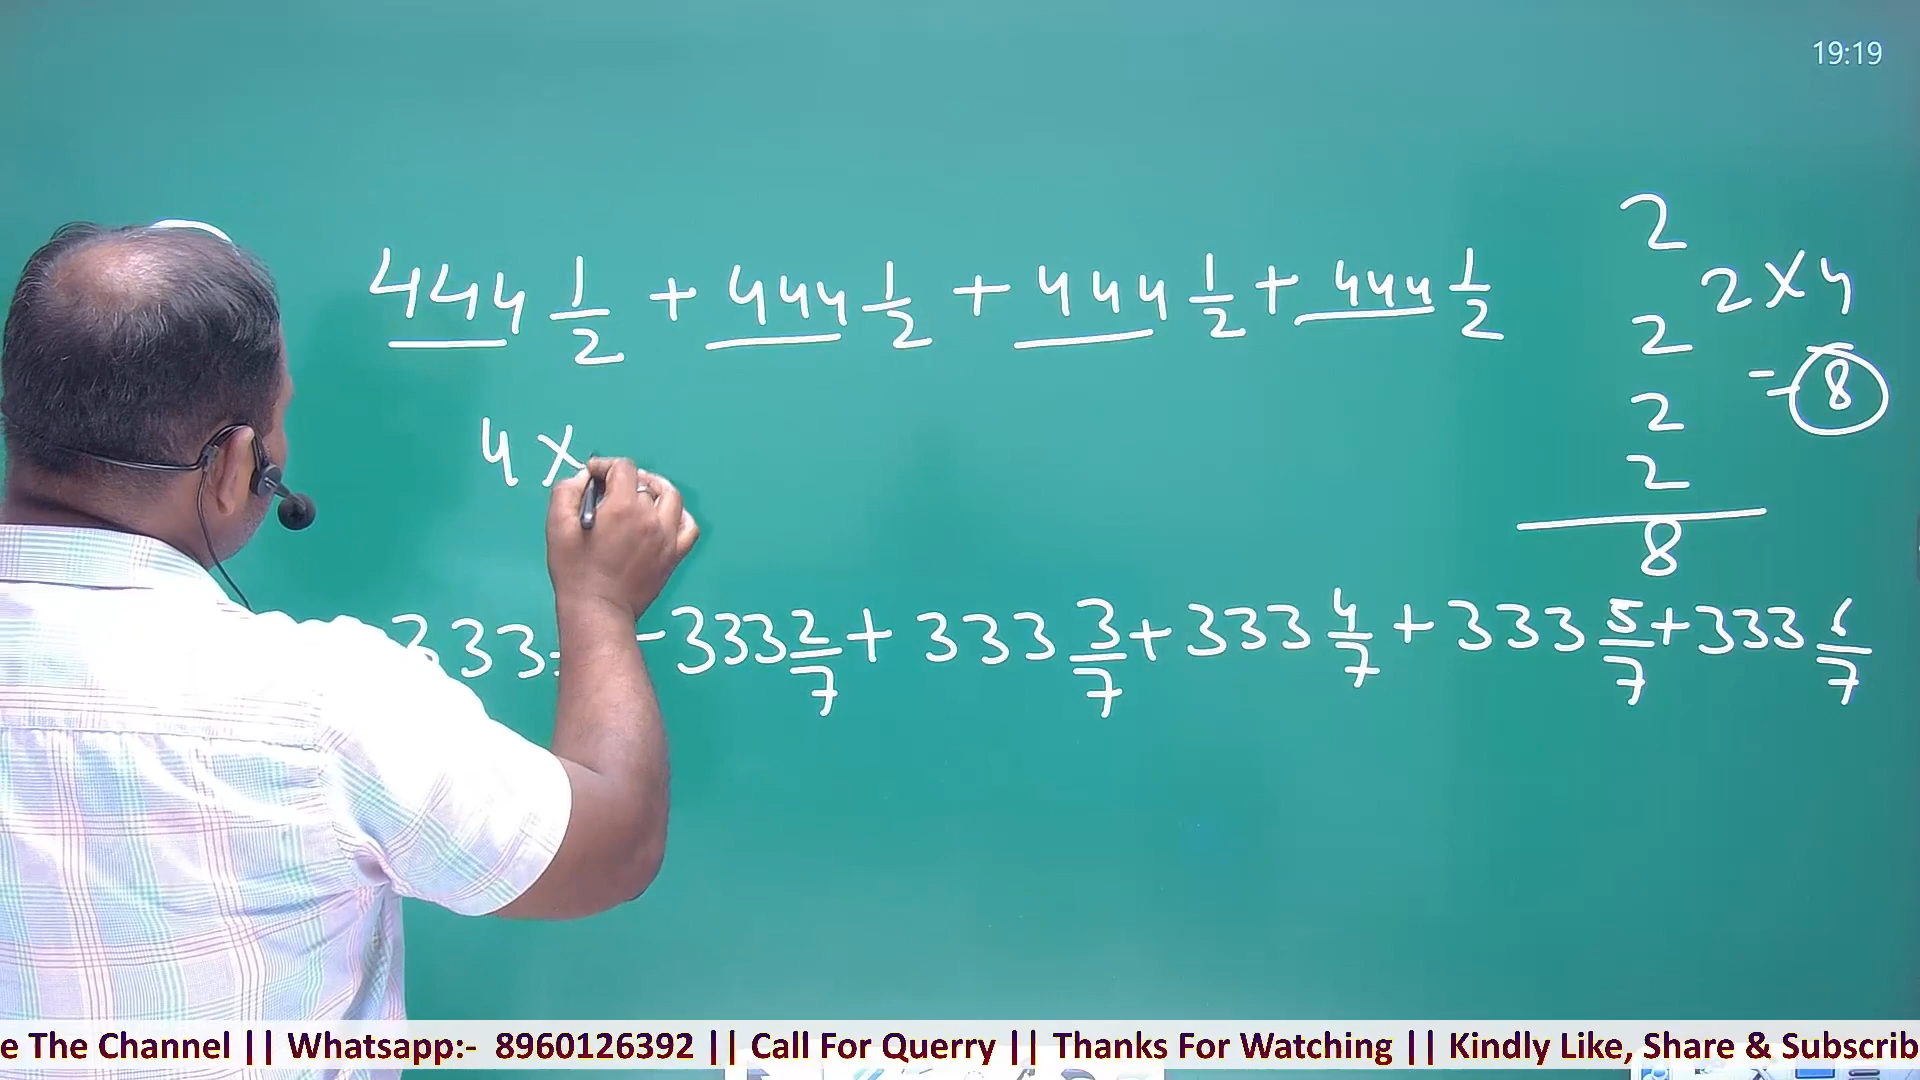 19:19
444 1/2 + 444 1/2 + 444 1/2 + 444 1/2
2
2 × 4
2
= 8
2
2
8
4 ×
333 333 2/7 + 333 3/7 + 333 4/7 + 333 5/7 + 333 6/7
e The Channel || Whatsapp:- 8960126392 || Call For Querry || Thanks For Watching || Kindly Like, Share & Subscrib